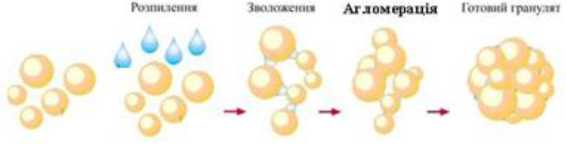 Розпилення Зволоження Агломерація Готовий гранулят